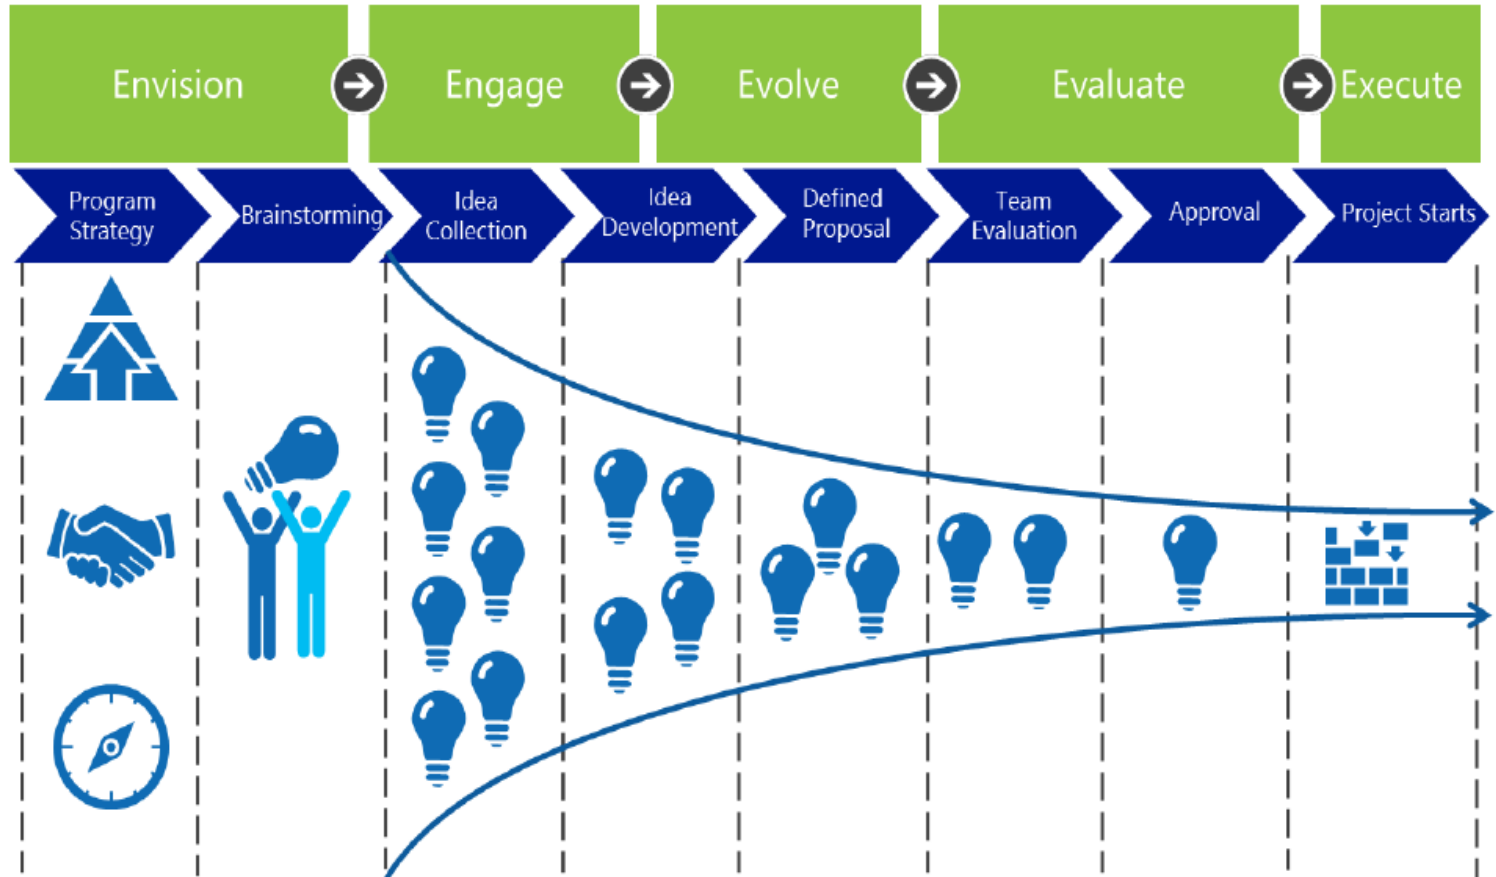 Envision
Engage
Evolve
Evaluate
Execute
Program
Strategy
Brainstorming
Idea
Collection
Idea
Development
Defined
Proposal
Team
Evaluation
Approval
Project Starts